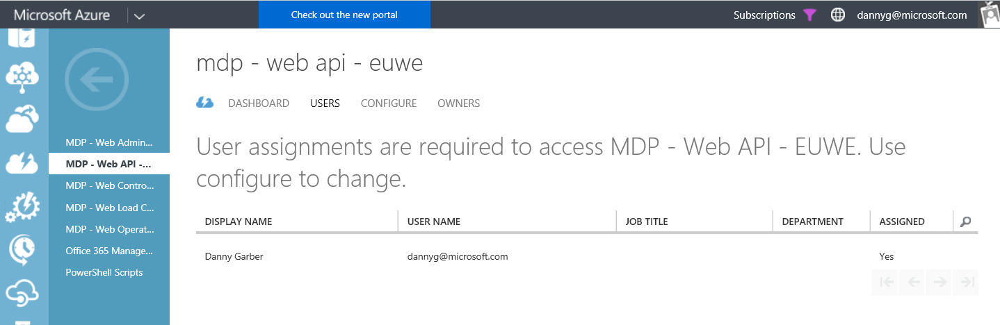 Microsoft Azure
Check out the new portal
Subscriptions
dannyg@microsoft.com
MDP - Web Admin...
MDP - Web API -...
MDP - Web Contro...
MDP - Web Load C...
MDP - Web Operat...
Office 365 Manage...
PowerShell Scripts
mdp - web api - euwe
DASHBOARD USERS CONFIGURE OWNERS
User assignments are required to access MDP - Web API - EUWE. Use
configure to change.
DISPLAY NAME USER NAME JOB TITLE DEPARTMENT ASSIGNED
Danny Garber dannyg@microsoft.com Yes